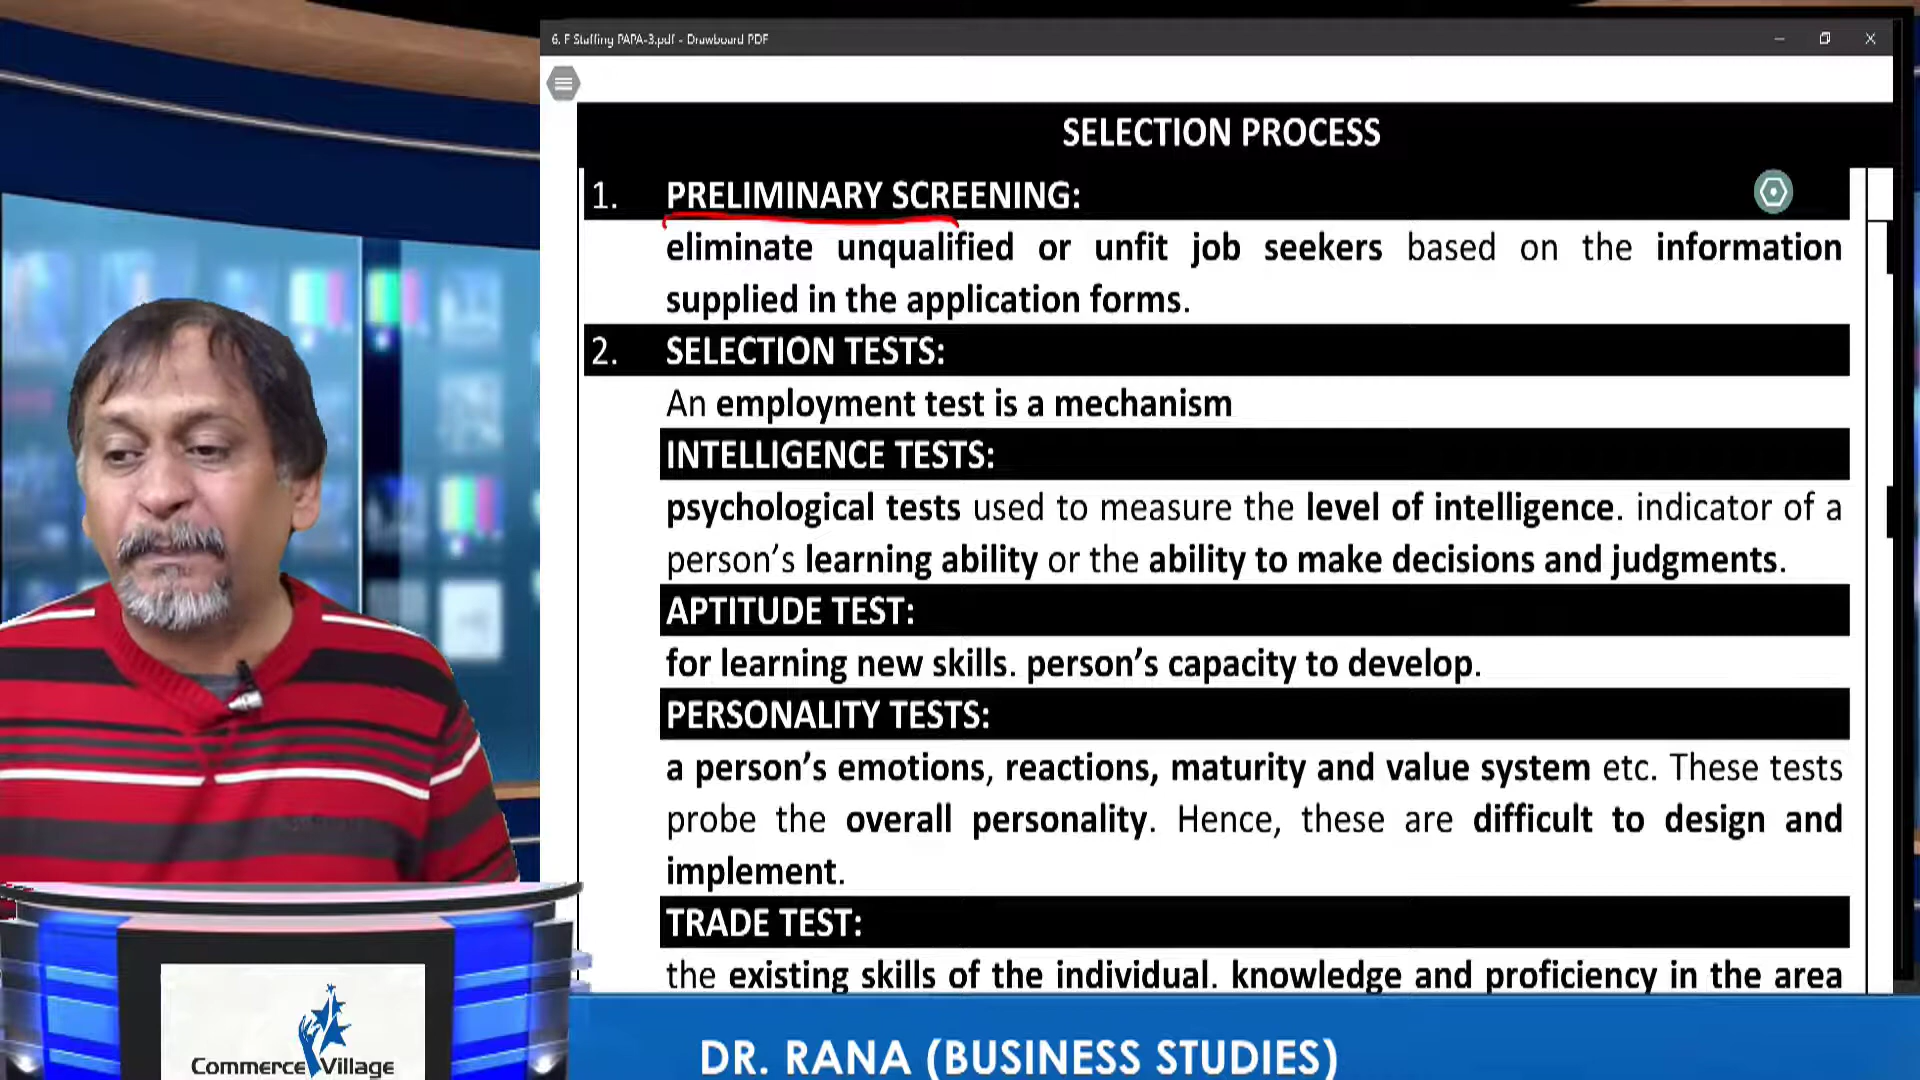 6. F Staffing PAPA-3.pdf - Drawboard PDF
SELECTION PROCESS
1. PRELIMINARY SCREENING:
eliminate unqualified or unfit job seekers based on the information
supplied in the application forms.
2. SELECTION TESTS:
An employment test is a mechanism
INTELLIGENCE TESTS:
psychological tests used to measure the level of intelligence. indicator of a
person's learning ability or the ability to make decisions and judgments.
APTITUDE TEST:
for learning new skills. person's capacity to develop.
PERSONALITY TESTS:
a person's emotions, reactions, maturity and value system etc. These tests
probe the overall personality. Hence, these are difficult to design and
implement.
TRADE TEST:
the existing skills of the individual. knowledge and proficiency in the area
Commerce Village
DR. RANA (BUSINESS STUDIES)